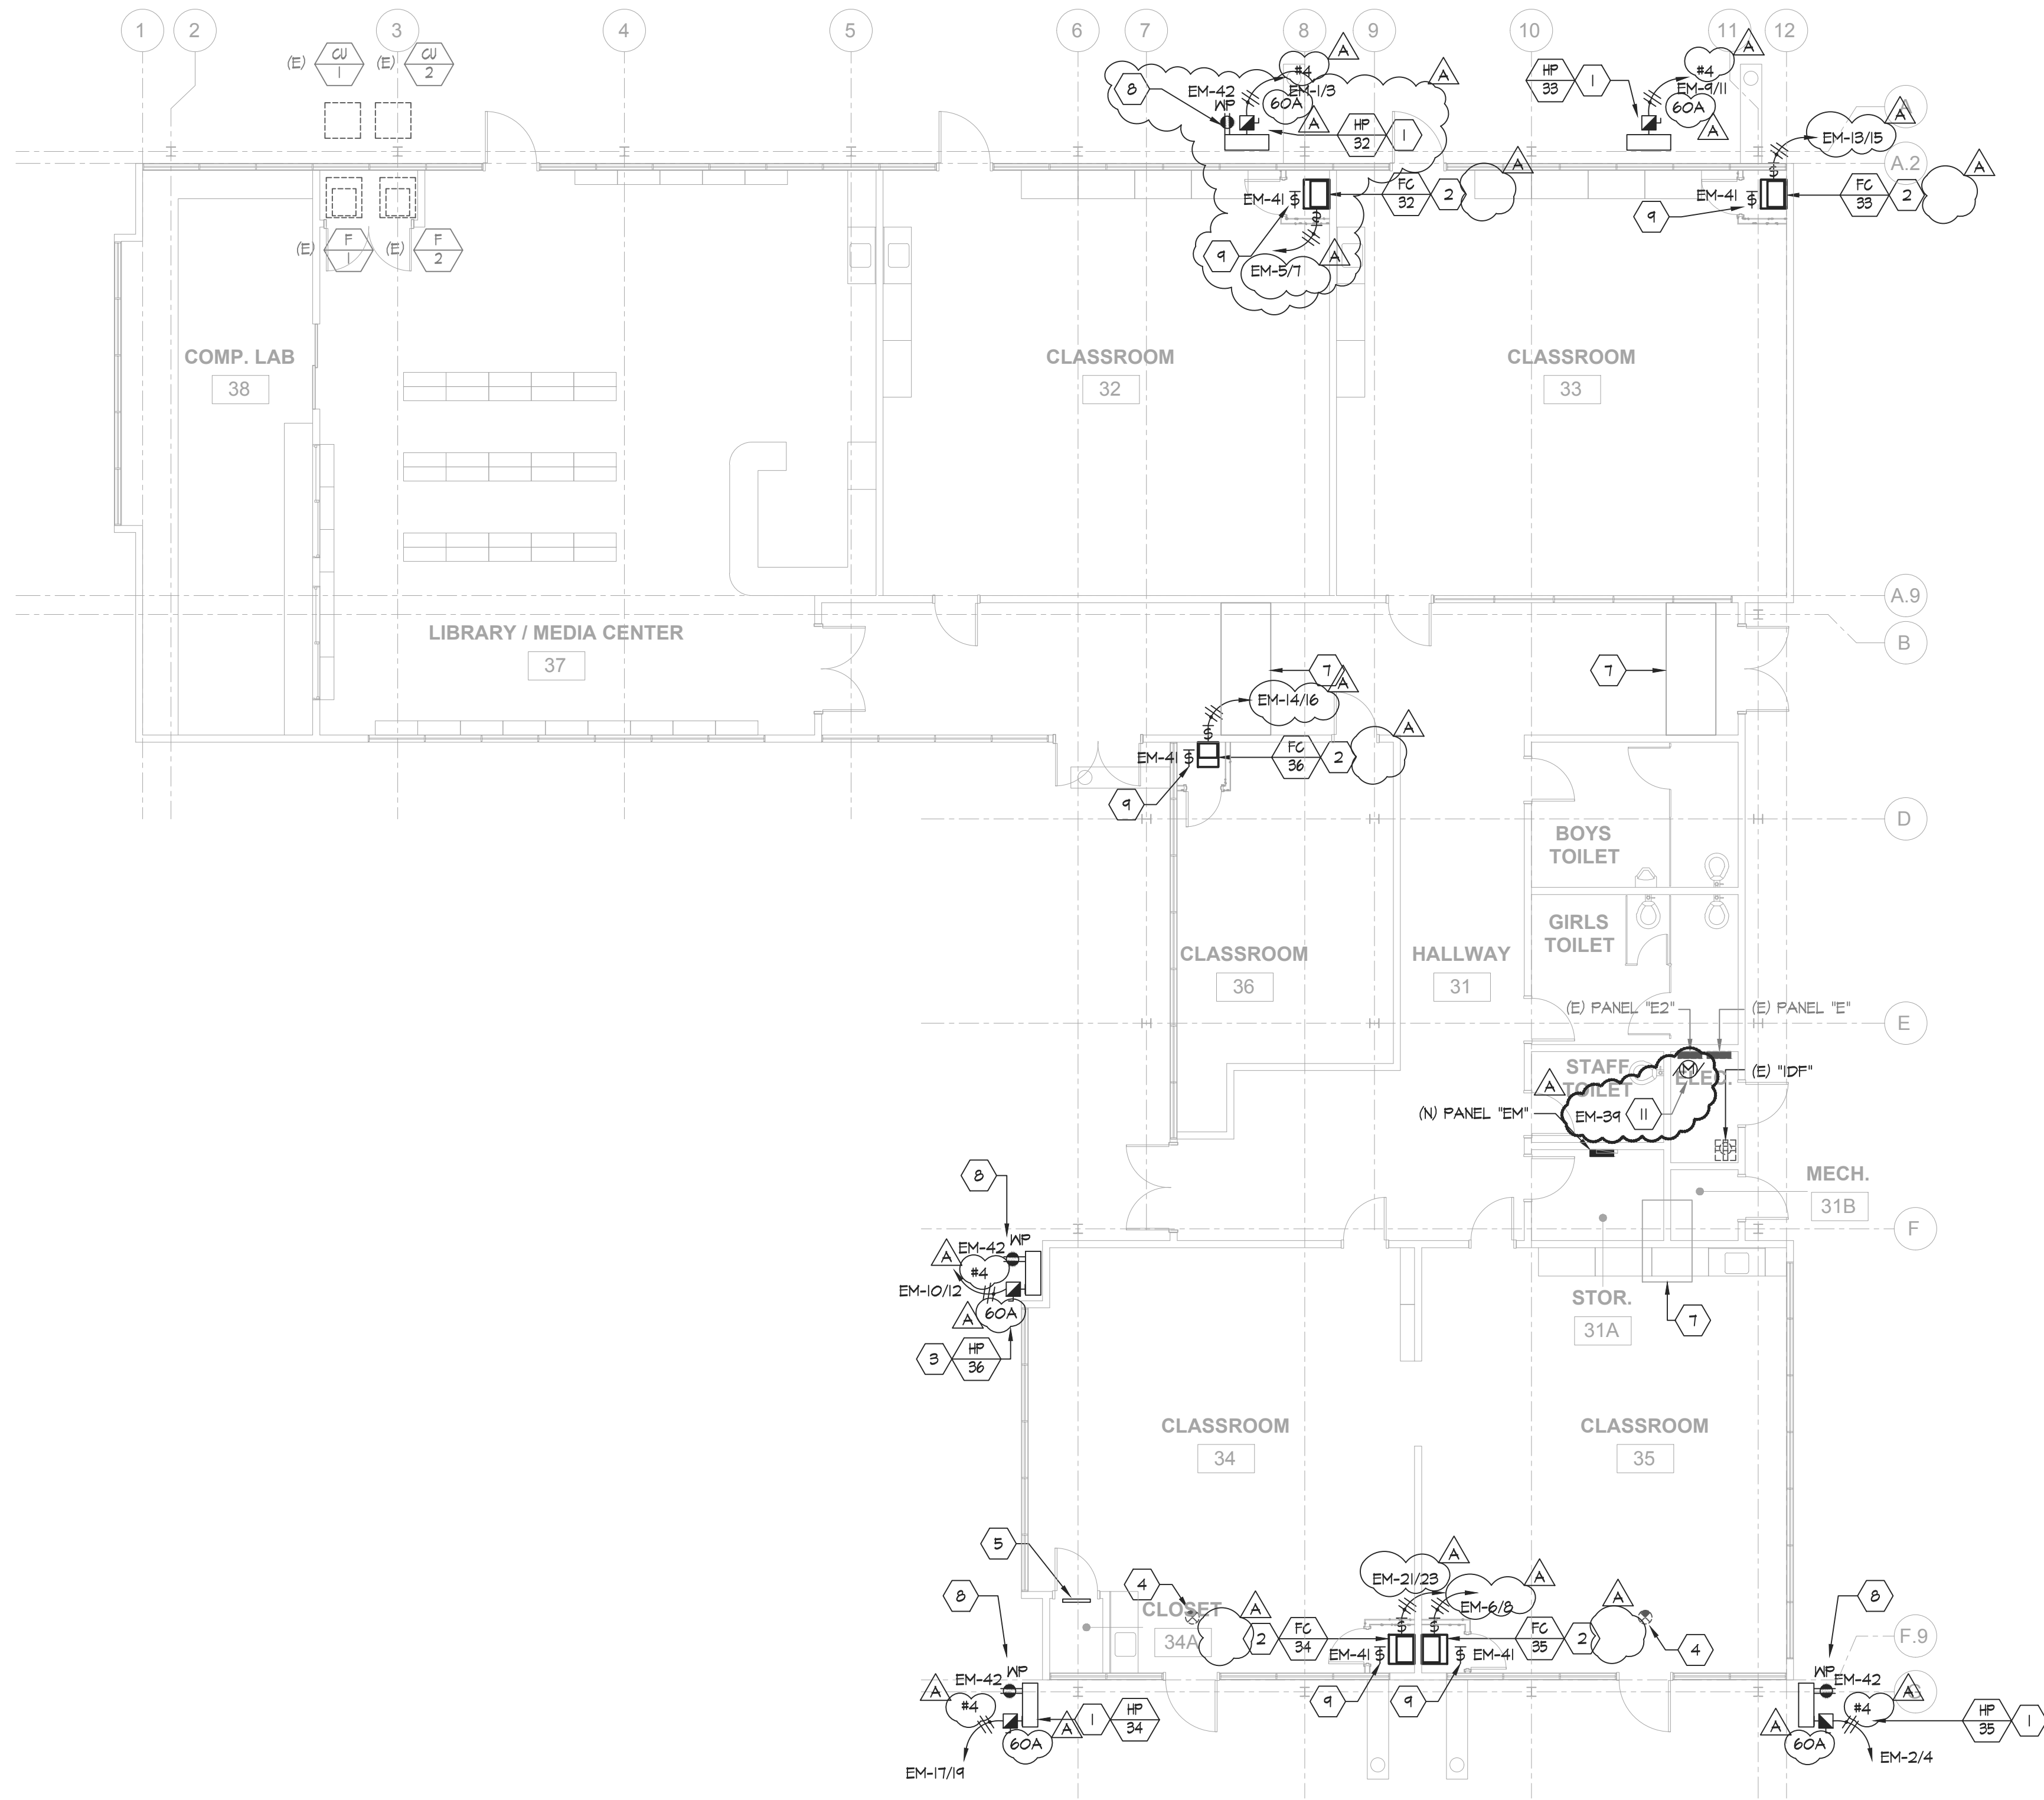 1
2
3
4
5
6
7
8
9
10
11
12
(E)
CU
1
(E)
CU
2
8
EM-42
WP
#4
EM-1/3
60A
A
A
A
HP
32
1
HP
33
1
#4
EM-9/11
60A
A
A
A
EM-13/15
A
A.2
(E)
F
1
(E)
F
2
EM-41
$
$
FC
32
2
A
9
EM-5/7
A
EM-41
$
$
FC
33
2
A
9
COMP. LAB
38
CLASSROOM
32
CLASSROOM
33
A.9
LIBRARY / MEDIA CENTER
37
B
7
A
7
EM-14/16
$
EM-41
$
FC
36
2
A
9
D
BOYS
TOILET
GIRLS
TOILET
CLASSROOM
36
HALLWAY
31
(E) PANEL "E2"
(E) PANEL "E"
E
STAFF
TOILET
M
ELEC.
(E) "IDF"
A
(N) PANEL "EM"
EM-39
11
8
MECH.
31B
F
WP
EM-42
A
#4
EM-10/12
60A
A
3
HP
36
STOR.
31A
7
CLASSROOM
34
CLASSROOM
35
5
4
CLOSET
34A
A
2
FC
34
EM-21/23
A
EM-6/8
A
$
$
EM-41
$
$
EM-41
FC
35
2
A
4
9
9
8
WP
EM-42
A
#4
60A
A
1
HP
34
EM-17/19
8
F.9
WP
EM-42
G
A
#4
A
60A
HP
35
1
EM-2/4